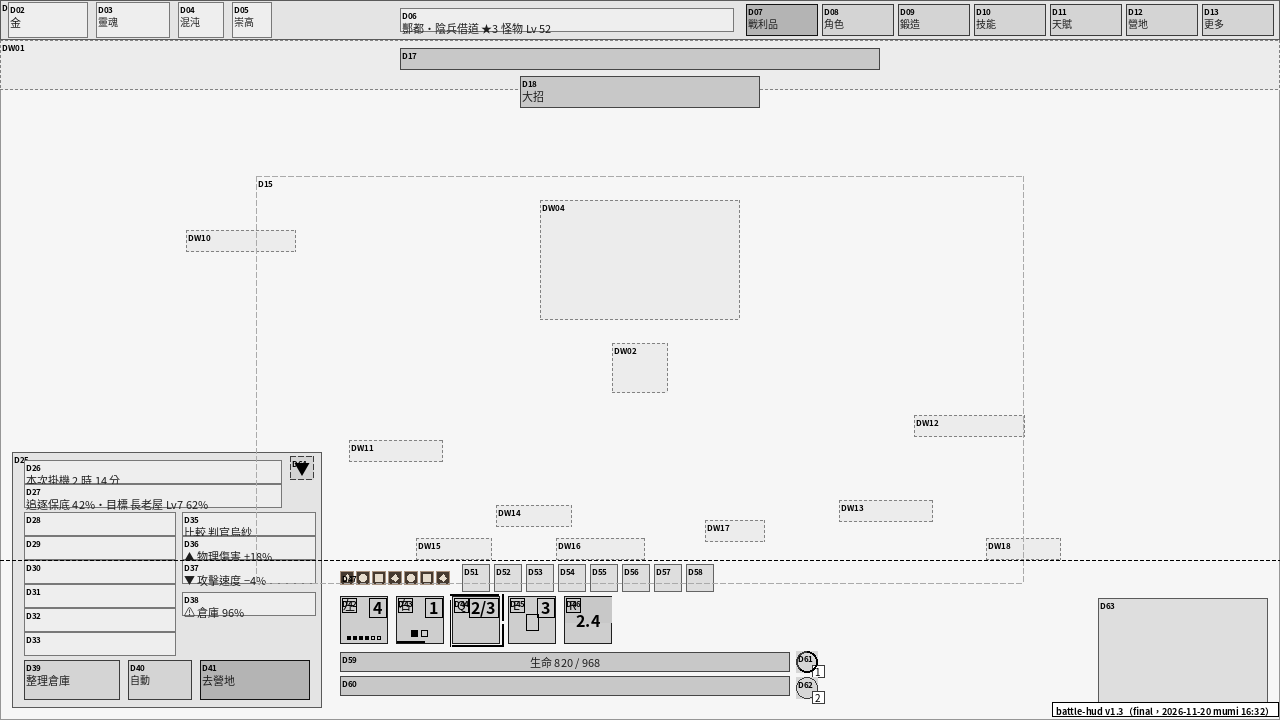 D02
金
D03
靈魂
D04
混沌
D05
崇高
D06
酆都・陰兵借道 ★3 怪物 Lv 52
D07
戰利品
D08
角色
D09
鍛造
D10
技能
D11
天賦
D12
營地
D13
更多
DW01
D17
D18
大招
D15
DW04
DW10
DW02
DW12
DW11
DW13
DW14
DW17
DW15
DW16
DW18
D25
D26
本次掛機 2 時 14 分
D27
追逐保底 42%・目標 長老屋 Lv7 62%
D28
D29
D30
D31
D32
D33
D35
比較 判官烏紗
D36
▲ 物理傷害 +18%
D37
▼ 攻擊速度 −4%
D38
⚠ 倉庫 96%
D39
整理倉庫
D40
自動
D41
去營地
D51
D52
D53
D54
D55
D56
D57
D58
4
1
2/3
3
2.4
D59
生命 820 / 968
D60
D61
1
D62
2
D63
battle-hud v1.3（final，2026-11-20 mumi 16:32）